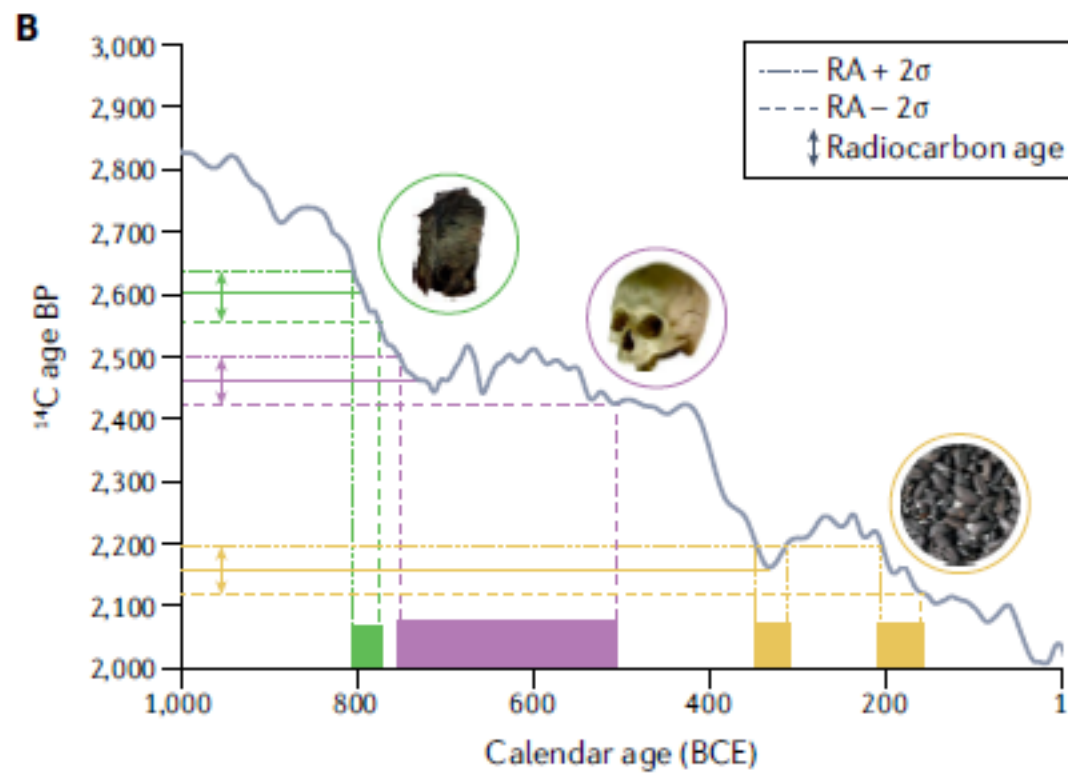 B
3,000
2,900
2,800
2,700
2,600
2,500
2,400
2,300
2,200
2,100
2,000
¹⁴C age BP
RA + 2σ
RA – 2σ
Radiocarbon age
1,000 800 600 400 200 1
Calendar age (BCE)